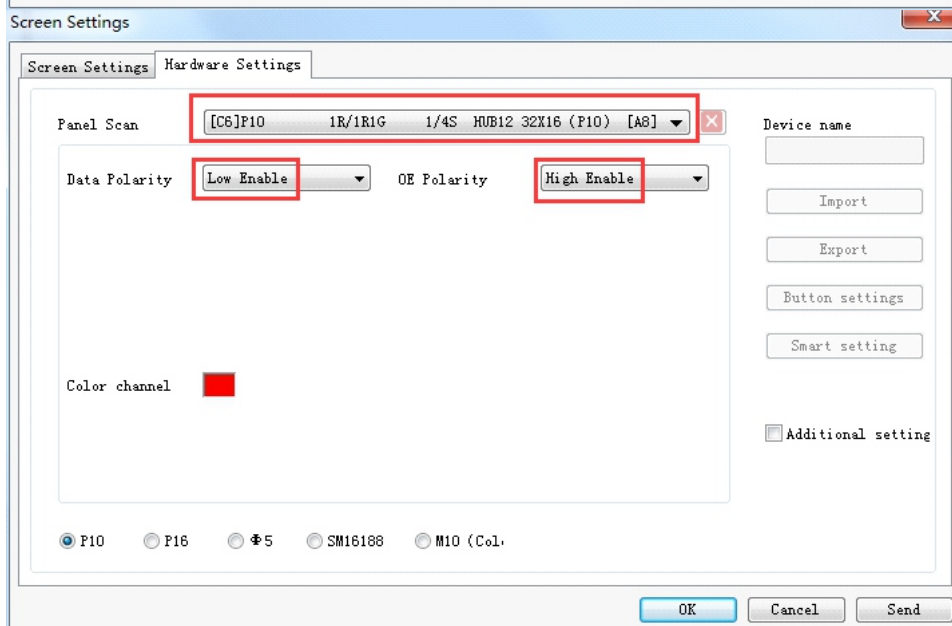 Screen Settings
Screen Settings Hardware Settings
Panel Scan [C6]P10 1R/1R1G 1/4S HUB12 32X16 (P10) [A8]
Device name
Data Polarity Low Enable OE Polarity High Enable
Import
Export
Button settings
Smart setting
Color channel
Additional setting
P10 P16 Φ5 SM16188 M10 (Col
OK Cancel Send